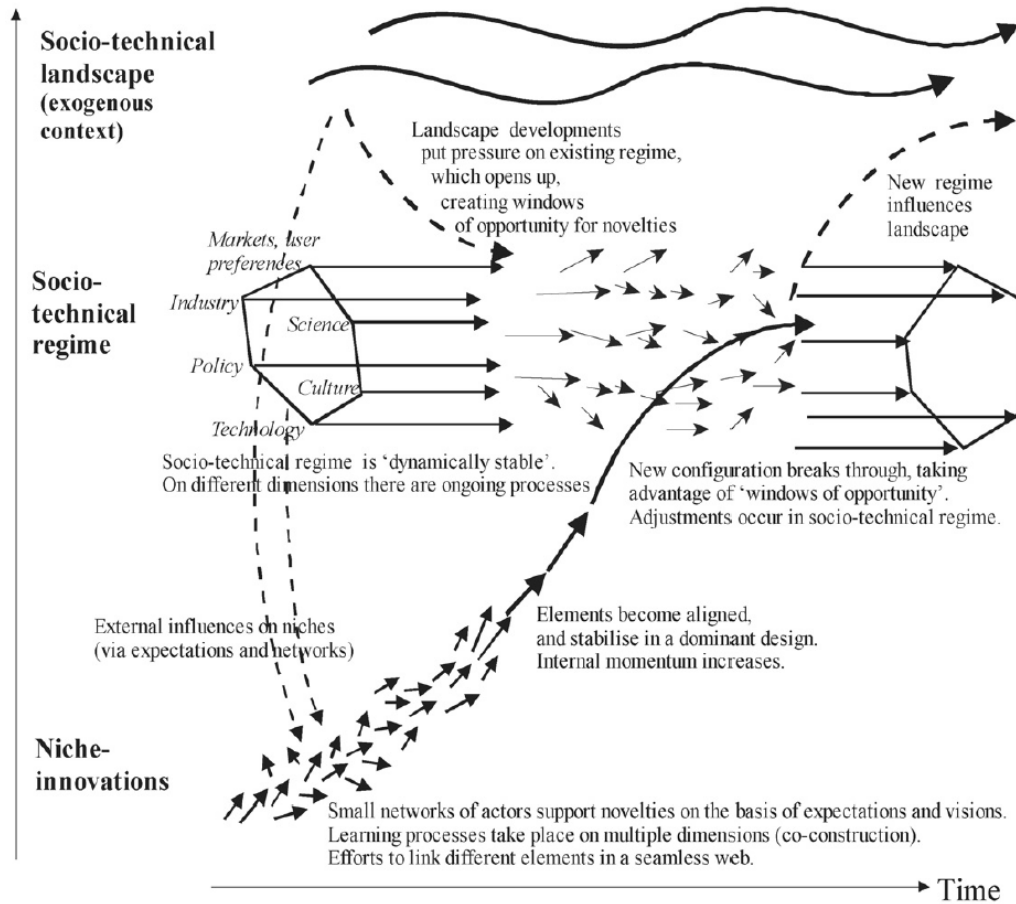 Socio-technical
landscape
(exogenous
context)
Landscape developments
put pressure on existing regime,
which opens up,
creating windows
of opportunity for novelties
New regime
influences
landscape
Socio-
technical
regime
Markets, user
preferences
Industry
Science
Policy
Culture
Technology
Socio-technical regime is ‘dynamically stable’.
On different dimensions there are ongoing processes
New configuration breaks through, taking
advantage of ‘windows of opportunity’.
Adjustments occur in socio-technical regime.
External influences on niches
(via expectations and networks)
Elements become aligned,
and stabilise in a dominant design.
Internal momentum increases.
Niche-
innovations
Small networks of actors support novelties on the basis of expectations and visions.
Learning processes take place on multiple dimensions (co-construction).
Efforts to link different elements in a seamless web.
Time